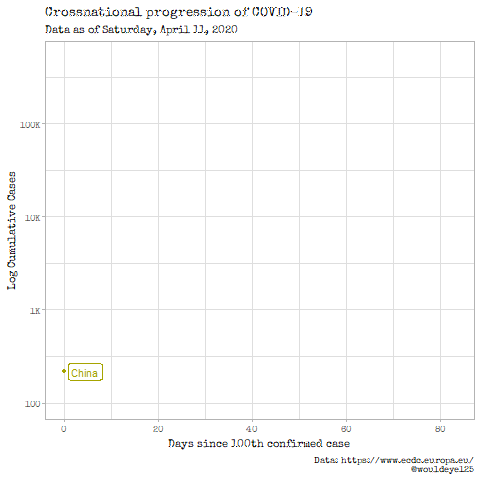 Crossnational progression of COVID-19
Data as of Saturday, April 11, 2020
Log Cumulative Cases
100K
10K
1K
100
China
0
20
40
60
80
Days since 100th confirmed case
Data: https://www.ecdc.europa.eu/
@wouldeye125